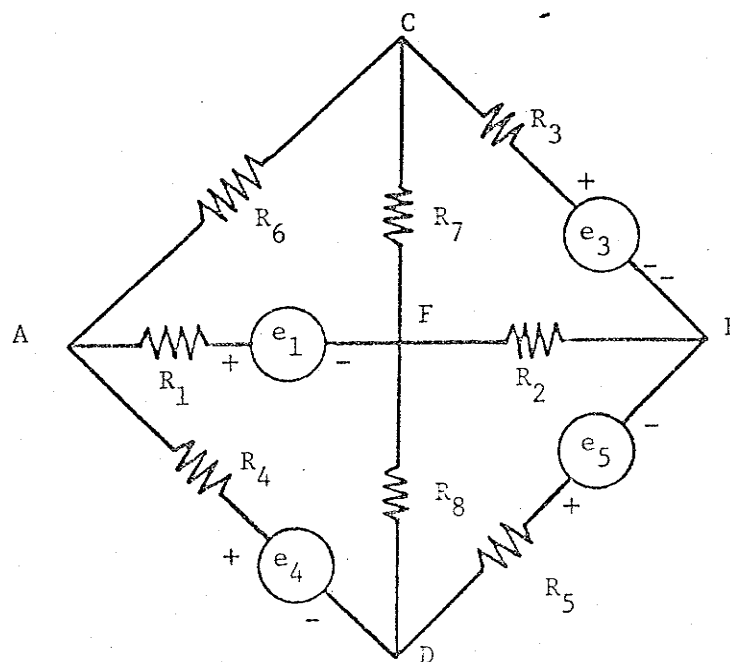 C
R3
+
R6
R7
e3
--
A
F
R1
+
e1
-
R2
-
R4
e5
+
R8
+
e4
R5
-
D